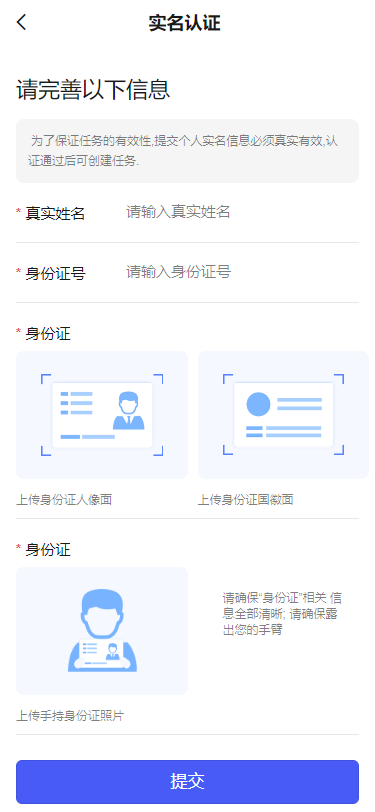 实名认证
请完善以下信息
为了保证任务的有效性,提交个人实名信息必须真实有效,认
证通过后可创建任务.
* 真实姓名 请输入真实姓名
* 身份证号 请输入身份证号
* 身份证
上传身份证人像面 上传身份证国徽面
* 身份证
请确保“身份证”相关 信
息全部清晰; 请确保露
出您的手臂
上传手持身份证照片
提交